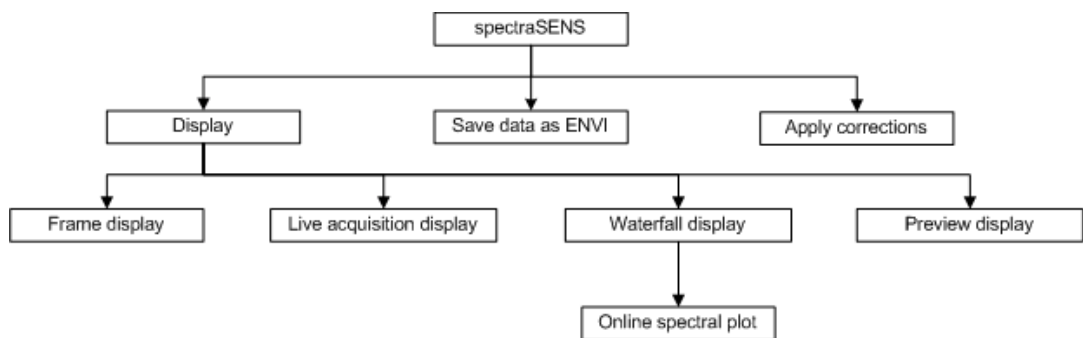 spectraSENS
Display
Save data as ENVI
Apply corrections
Frame display
Live acquisition display
Waterfall display
Preview display
Online spectral plot